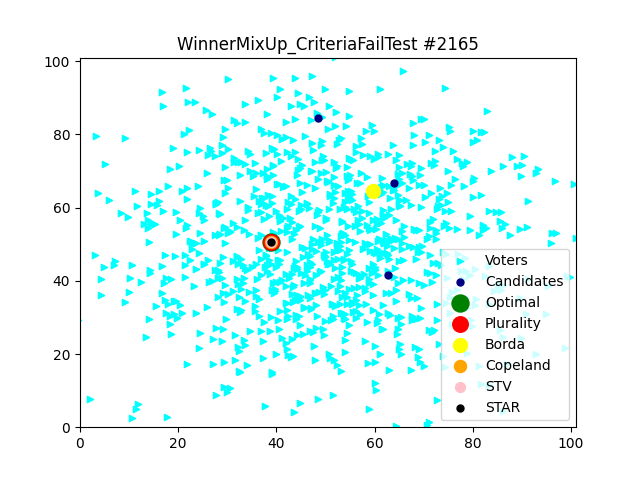 WinnerMixUp_CriteriaFailTest #2165
100
80
60
40
20
0
0 20 40 60 80 100
Voters
Candidates
Optimal
Plurality
Borda
Copeland
STV
STAR